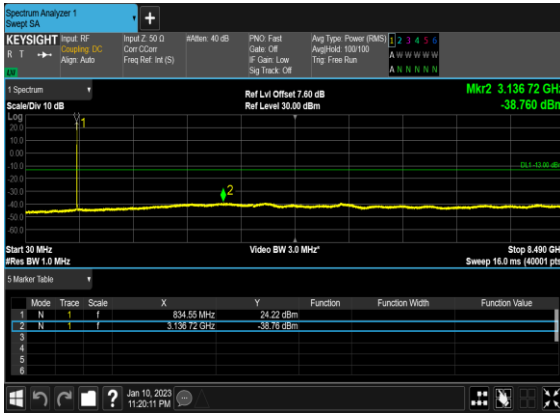 Spectrum Analyzer 1
Swept SA
KEYSIGHT
R T
Input: RF
Coupling: DC
Align: Auto
Input Z: 50 Ω
Corr CCorr
Freq Ref: Int (S)
#Atten: 40 dB
PNO: Fast
Gate: Off
IF Gain: Low
Sig Track: Off
Avg Type: Power (RMS)
Avg|Hold: 100/100
Trig: Free Run
1 2 3 4 5 6
A W W W W W
A N N N N N
1 Spectrum
Scale/Div 10 dB
Ref Lvl Offset 7.60 dB
Ref Level 30.00 dBm
Mkr2 3.136 72 GHz
-38.760 dBm
Log
20.0
10.0
0.00
-10.0
-20.0
-30.0
-40.0
-50.0
-60.0
1
2
DL1 -13.00 dBm
Start 30 MHz
#Res BW 1.0 MHz
Video BW 3.0 MHz*
Stop 8.490 GHz
Sweep 16.0 ms (40001 pts)
5 Marker Table
Mode Trace Scale X Y Function Function Width Function Value
1 N 1 f 834.55 MHz 24.22 dBm
2 N 1 f 3.136 72 GHz -38.76 dBm
3
4
5
6
Jan 10, 2023
11:20:11 PM